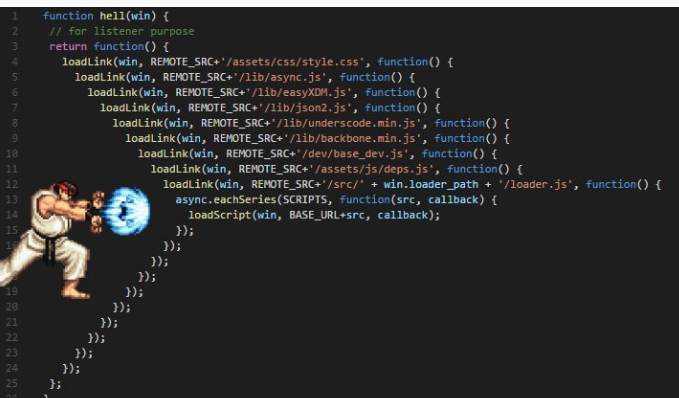 1 function hell(win) {
2 // for listener purpose
3 return function() {
4 loadLink(win, REMOTE_SRC+'/assets/css/style.css', function() {
5 loadLink(win, REMOTE_SRC+'/lib/async.js', function() {
6 loadLink(win, REMOTE_SRC+'/lib/easyXDM.js', function() {
7 loadLink(win, REMOTE_SRC+'/lib/json2.js', function() {
8 loadLink(win, REMOTE_SRC+'/lib/underscode.min.js', function() {
9 loadLink(win, REMOTE_SRC+'/lib/backbone.min.js', function() {
10 loadLink(win, REMOTE_SRC+'/dev/base_dev.js', function() {
11 loadLink(win, REMOTE_SRC+'/assets/js/deps.js', function() {
12 loadLink(win, REMOTE_SRC+'/src/' + win.loader_path + '/loader.js', function() {
13 async.eachSeries(SCRIPTS, function(src, callback) {
14 loadScript(win, BASE_URL+src, callback);
15 });
});
});
});
19 });
20 });
21 });
22 });
23 });
24 });
25 };
26 }